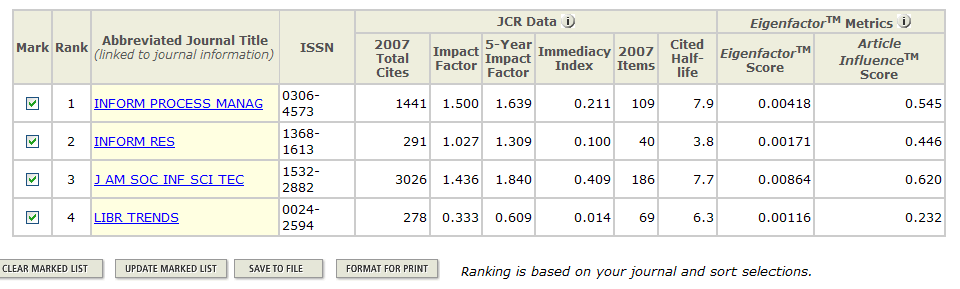 JCR Data i
Eigenfactor™ Metrics i
Mark Rank Abbreviated Journal Title (linked to journal information) ISSN 2007 Total Cites Impact Factor 5-Year Impact Factor Immediacy Index 2007 Items Cited Half-life Eigenfactor™ Score Article Influence™ Score
1 INFORM PROCESS MANAG 0306-4573 1441 1.500 1.639 0.211 109 7.9 0.00418 0.545
2 INFORM RES 1368-1613 291 1.027 1.309 0.100 40 3.8 0.00171 0.446
3 J AM SOC INF SCI TEC 1532-2882 3026 1.436 1.840 0.409 186 7.7 0.00864 0.620
4 LIBR TRENDS 0024-2594 278 0.333 0.609 0.014 69 6.3 0.00116 0.232
CLEAR MARKED LIST UPDATE MARKED LIST SAVE TO FILE FORMAT FOR PRINT Ranking is based on your journal and sort selections.